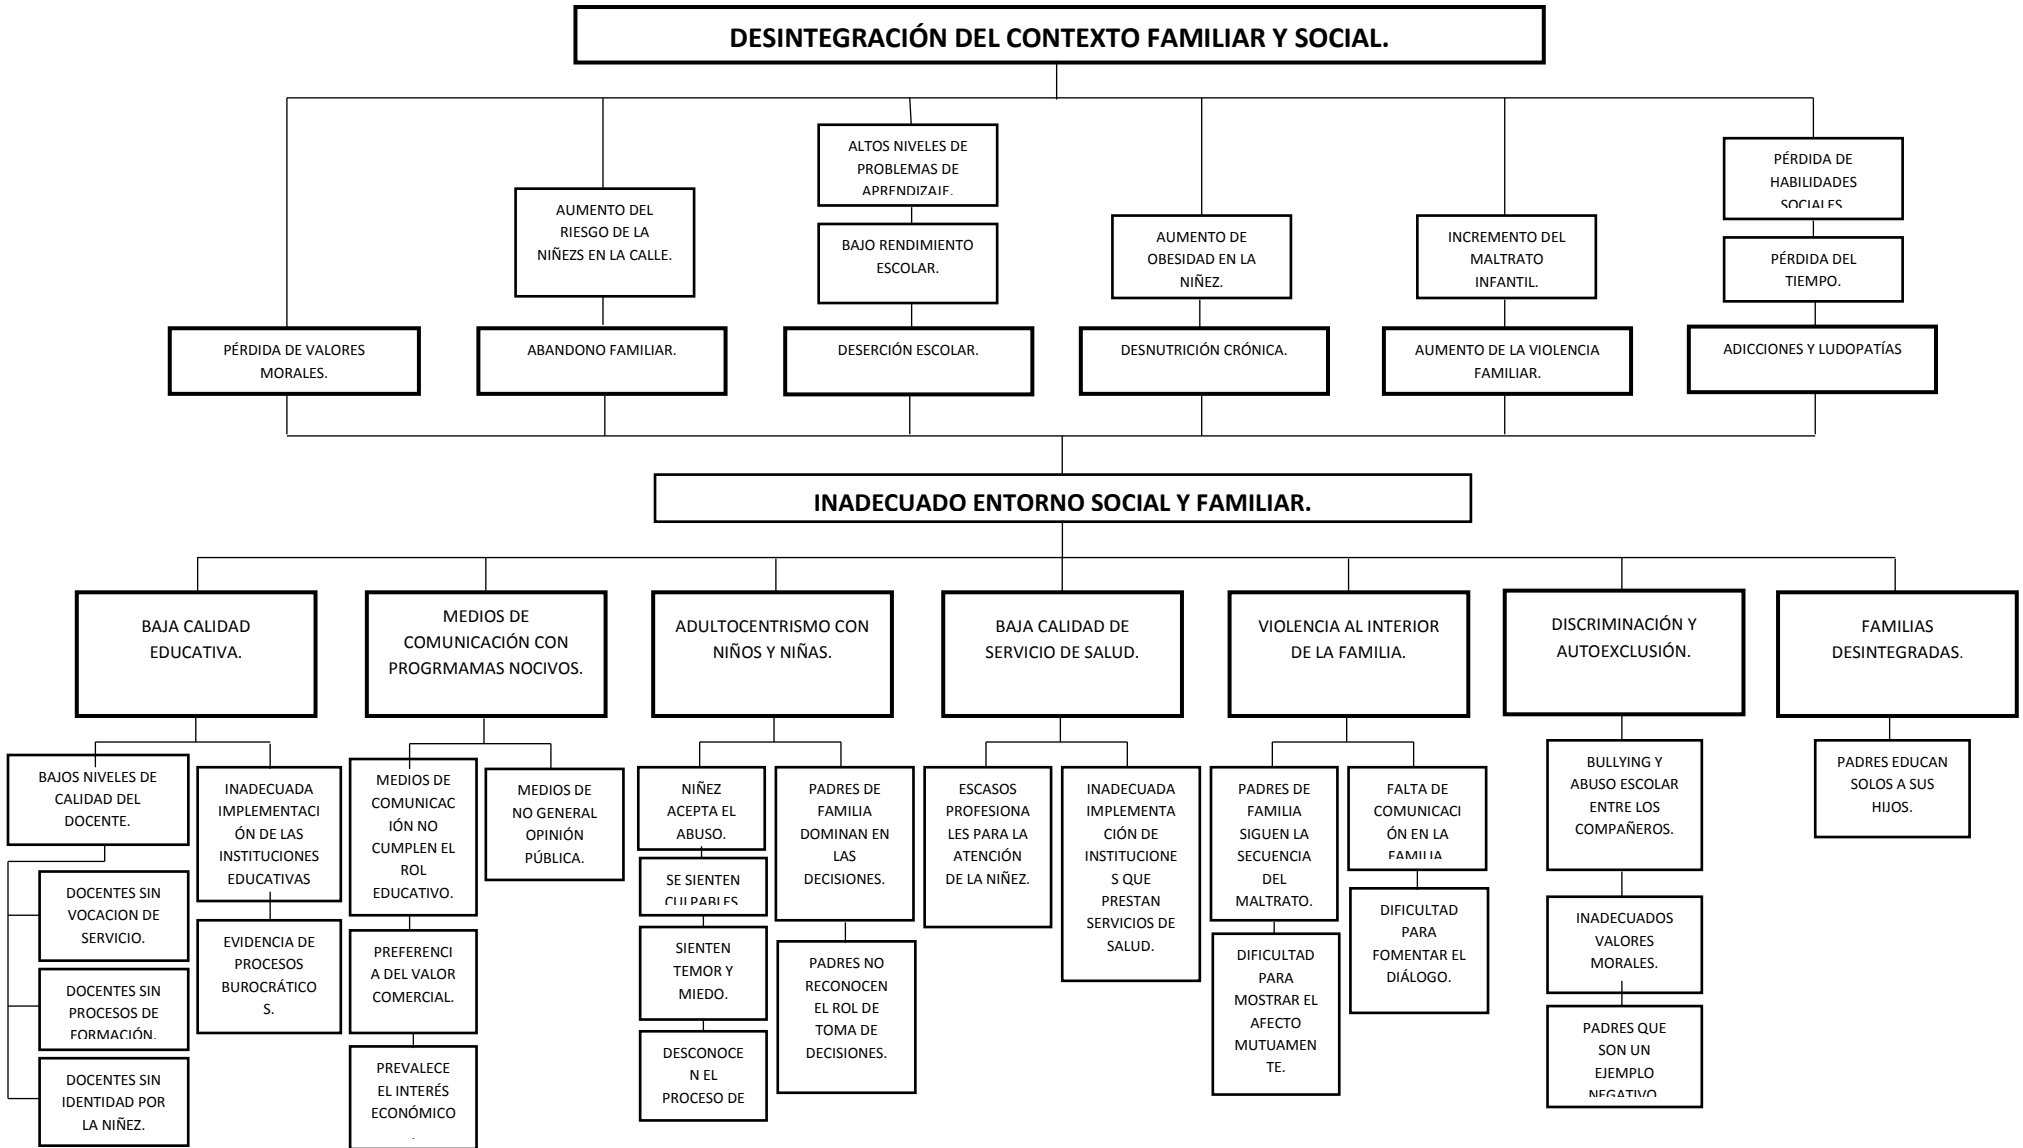 DESINTEGRACIÓN DEL CONTEXTO FAMILIAR Y SOCIAL.
ALTOS NIVELES DE
PROBLEMAS DE
APRENDIZAJE.
PÉRDIDA DE
HABILIDADES
SOCIALES
AUMENTO DEL
RIESGO DE LA
NIÑEZS EN LA CALLE.
BAJO RENDIMIENTO
ESCOLAR.
AUMENTO DE
OBESIDAD EN LA
NIÑEZ.
INCREMENTO DEL
MALTRATO
INFANTIL.
PÉRDIDA DEL
TIEMPO.
PÉRDIDA DE VALORES
MORALES.
ABANDONO FAMILIAR.
DESERCIÓN ESCOLAR.
DESNUTRICIÓN CRÓNICA.
AUMENTO DE LA VIOLENCIA
FAMILIAR.
ADICCIONES Y LUDOPATÍAS
INADECUADO ENTORNO SOCIAL Y FAMILIAR.
BAJA CALIDAD
EDUCATIVA.
MEDIOS DE
COMUNICACIÓN CON
PROGRMAMAS NOCIVOS.
ADULTOCENTRISMO CON
NIÑOS Y NIÑAS.
BAJA CALIDAD DE
SERVICIO DE SALUD.
VIOLENCIA AL INTERIOR
DE LA FAMILIA.
DISCRIMINACIÓN Y
AUTOEXCLUSIÓN.
FAMILIAS
DESINTEGRADAS.
BAJOS NIVELES DE
CALIDAD DEL
DOCENTE.
DOCENTES SIN
VOCACION DE
SERVICIO.
DOCENTES SIN
PROCESOS DE
FORMACIÓN.
DOCENTES SIN
IDENTIDAD POR
LA NIÑEZ.
INADECUADA
IMPLEMENTACI
ÓN DE LAS
INSTITUCIONES
EDUCATIVAS
EVIDENCIA DE
PROCESOS
BUROCRÁTICO
S.
MEDIOS DE
COMUNICAC
IÓN NO
CUMPLEN EL
ROL
EDUCATIVO.
PREFERENCI
A DEL VALOR
COMERCIAL.
PREVALECE
EL INTERÉS
ECONÓMICO
.
MEDIOS DE
NO GENERAL
OPINIÓN
PÚBLICA.
NIÑEZ
ACEPTA EL
ABUSO.
SE SIENTEN
CULPABLES
SIENTEN
TEMOR Y
MIEDO.
DESCONOCE
N EL
PROCESO DE
PADRES DE
FAMILIA
DOMINAN EN
LAS
DECISIONES.
PADRES NO
RECONOCEN
EL ROL DE
TOMA DE
DECISIONES.
ESCASOS
PROFESIONA
LES PARA LA
ATENCIÓN
DE LA NIÑEZ.
INADECUADA
IMPLEMENTA
CIÓN DE
INSTITUCIONE
S QUE
PRESTAN
SERVICIOS DE
SALUD.
PADRES DE
FAMILIA
SIGUEN LA
SECUENCIA
DEL
MALTRATO.
DIFICULTAD
PARA
MOSTRAR EL
AFECTO
MUTUAMEN
TE.
FALTA DE
COMUNICACI
ÓN EN LA
FAMILIA
DIFICULTAD
PARA
FOMENTAR EL
DIÁLOGO.
BULLYING Y
ABUSO ESCOLAR
ENTRE LOS
COMPAÑEROS.
INADECUADOS
VALORES
MORALES.
PADRES QUE
SON UN
EJEMPLO
NEGATIVO
PADRES EDUCAN
SOLOS A SUS
HIJOS.